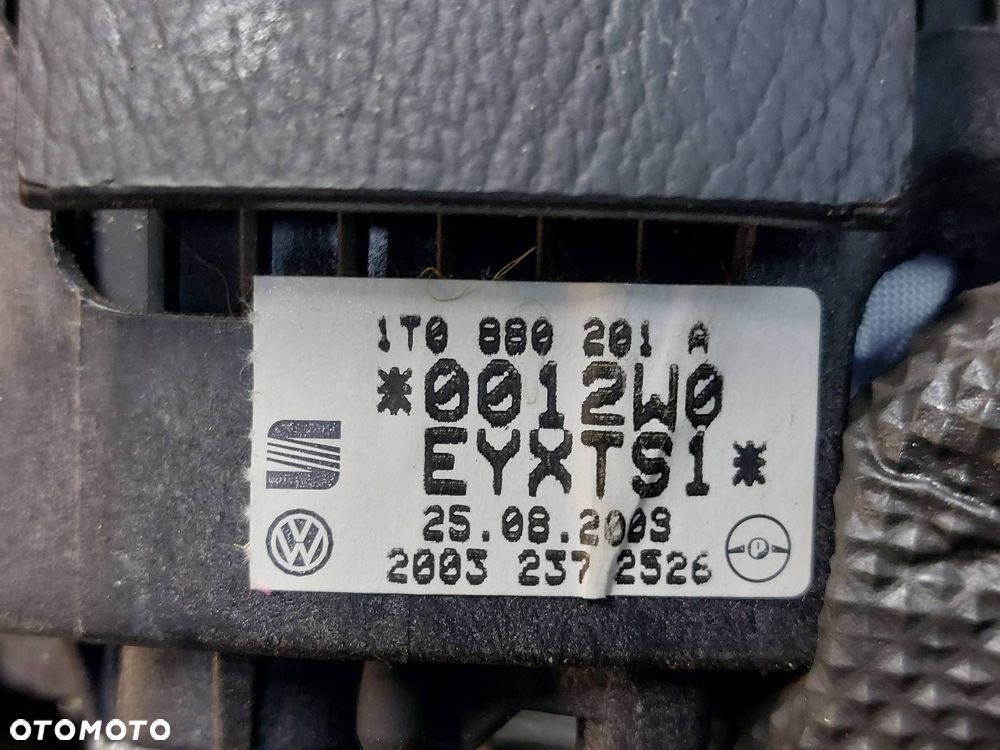 1T0 880 201 A
*0012W0
EYXTS1*
25.08.2003
2003 237 2526
OTOMOTO